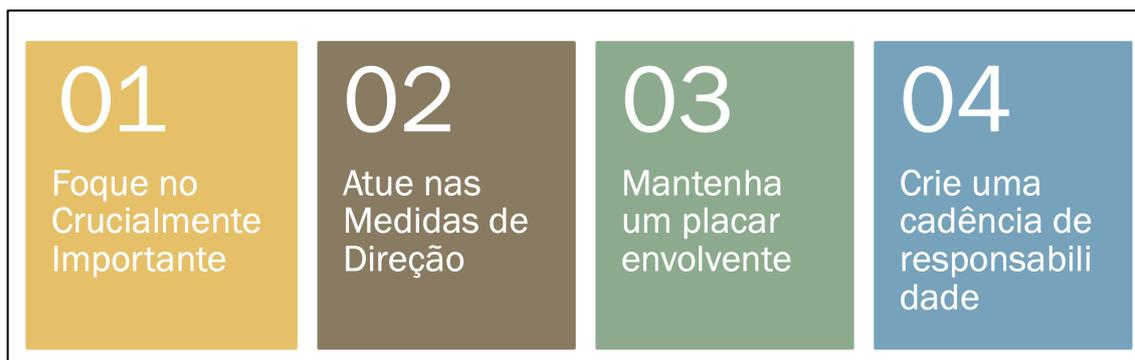 01
Foque no
Crucialmente
Importante
02
Atue nas
Medidas de
Direção
03
Mantenha
um placar
envolvente
04
Crie uma
cadência de
responsabili
dade